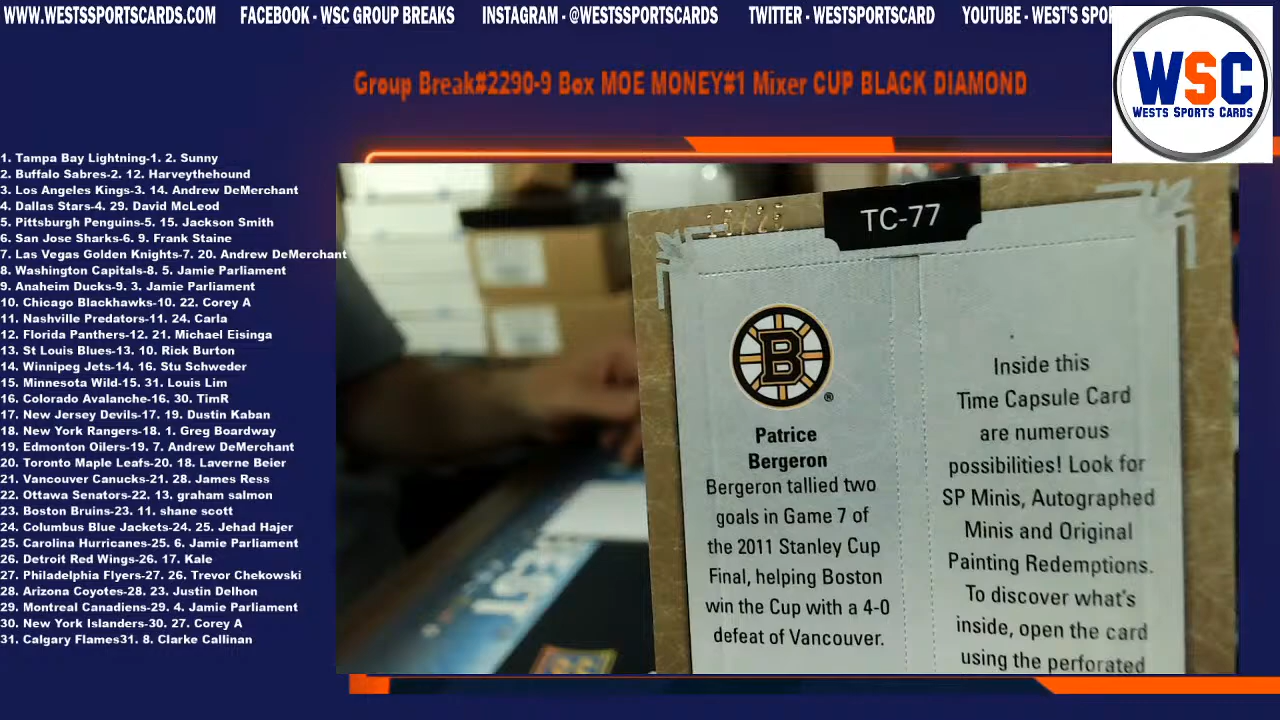 WWW.WESTSSPORTSCARDS.COM FACEBOOK - WSC GROUP BREAKS INSTAGRAM - @WESTSSPORTSCARDS TWITTER - WESTSPORTSCARD YOUTUBE - WEST'S
Group Break#2290-9 Box MOE MONEY#1 Mixer CUP BLACK DIAMOND
WSC
WESTS SPORTS CARDS
1. Tampa Bay Lightning-1. 2. Sunny
2. Buffalo Sabres-2. 12. Harveythehound
3. Los Angeles Kings-3. 14. Andrew DeMerchant
4. Dallas Stars-4. 29. David McLeod
5. Pittsburgh Penguins-5. 15. Jackson Smith
6. San Jose Sharks-6. 9. Frank Staine
7. Las Vegas Golden Knights-7. 20. Andrew DeMerchant
8. Washington Capitals-8. 5. Jamie Parliament
9. Anaheim Ducks-9. 3. Jamie Parliament
10. Chicago Blackhawks-10. 22. Corey A
11. Nashville Predators-11. 24. Carla
12. Florida Panthers-12. 21. Michael Eisinga
13. St Louis Blues-13. 10. Rick Burton
14. Winnipeg Jets-14. 16. Stu Schweder
15. Minnesota Wild-15. 31. Louis Lim
16. Colorado Avalanche-16. 30. TimR
17. New Jersey Devils-17. 19. Dustin Kaban
18. New York Rangers-18. 1. Greg Boardway
19. Edmonton Oilers-19. 7. Andrew DeMerchant
20. Toronto Maple Leafs-20. 18. Laverne Beier
21. Vancouver Canucks-21. 28. James Ress
22. Ottawa Senators-22. 13. graham salmon
23. Boston Bruins-23. 11. shane scott
24. Columbus Blue Jackets-24. 25. Jehad Hajer
25. Carolina Hurricanes-25. 6. Jamie Parliament
26. Detroit Red Wings-26. 17. Kale
27. Philadelphia Flyers-27. 26. Trevor Chekowski
28. Arizona Coyotes-28. 23. Justin Delhon
29. Montreal Canadiens-29. 4. Jamie Parliament
30. New York Islanders-30. 27. Corey A
31. Calgary Flames31. 8. Clarke Callinan
TC-77
B
®
Patrice
Bergeron
Bergeron tallied two
goals in Game 7 of
the 2011 Stanley Cup
Final, helping Boston
win the Cup with a 4-0
defeat of Vancouver.
Inside this
Time Capsule Card
are numerous
possibilities! Look for
SP Minis, Autographed
Minis and Original
Painting Redemptions.
To discover what's
inside, open the card
using the perforated
WEST